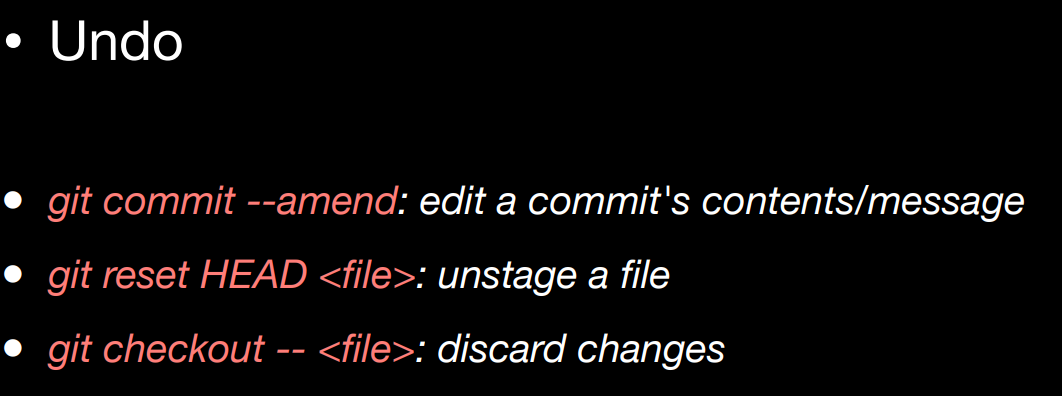 • Undo
• git commit --amend: edit a commit's contents/message
• git reset HEAD <file>: unstage a file
• git checkout -- <file>: discard changes